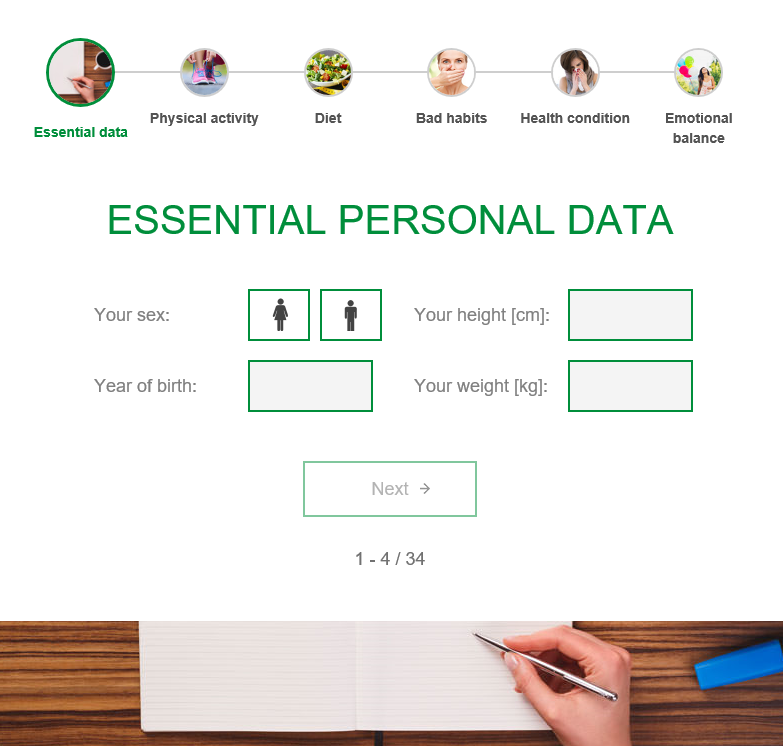 Essential data
Physical activity
Diet
Bad habits
Health condition
Emotional
balance
ESSENTIAL PERSONAL DATA
Your sex:
Your height [cm]:
Year of birth:
Your weight [kg]:
Next →
1 - 4 / 34